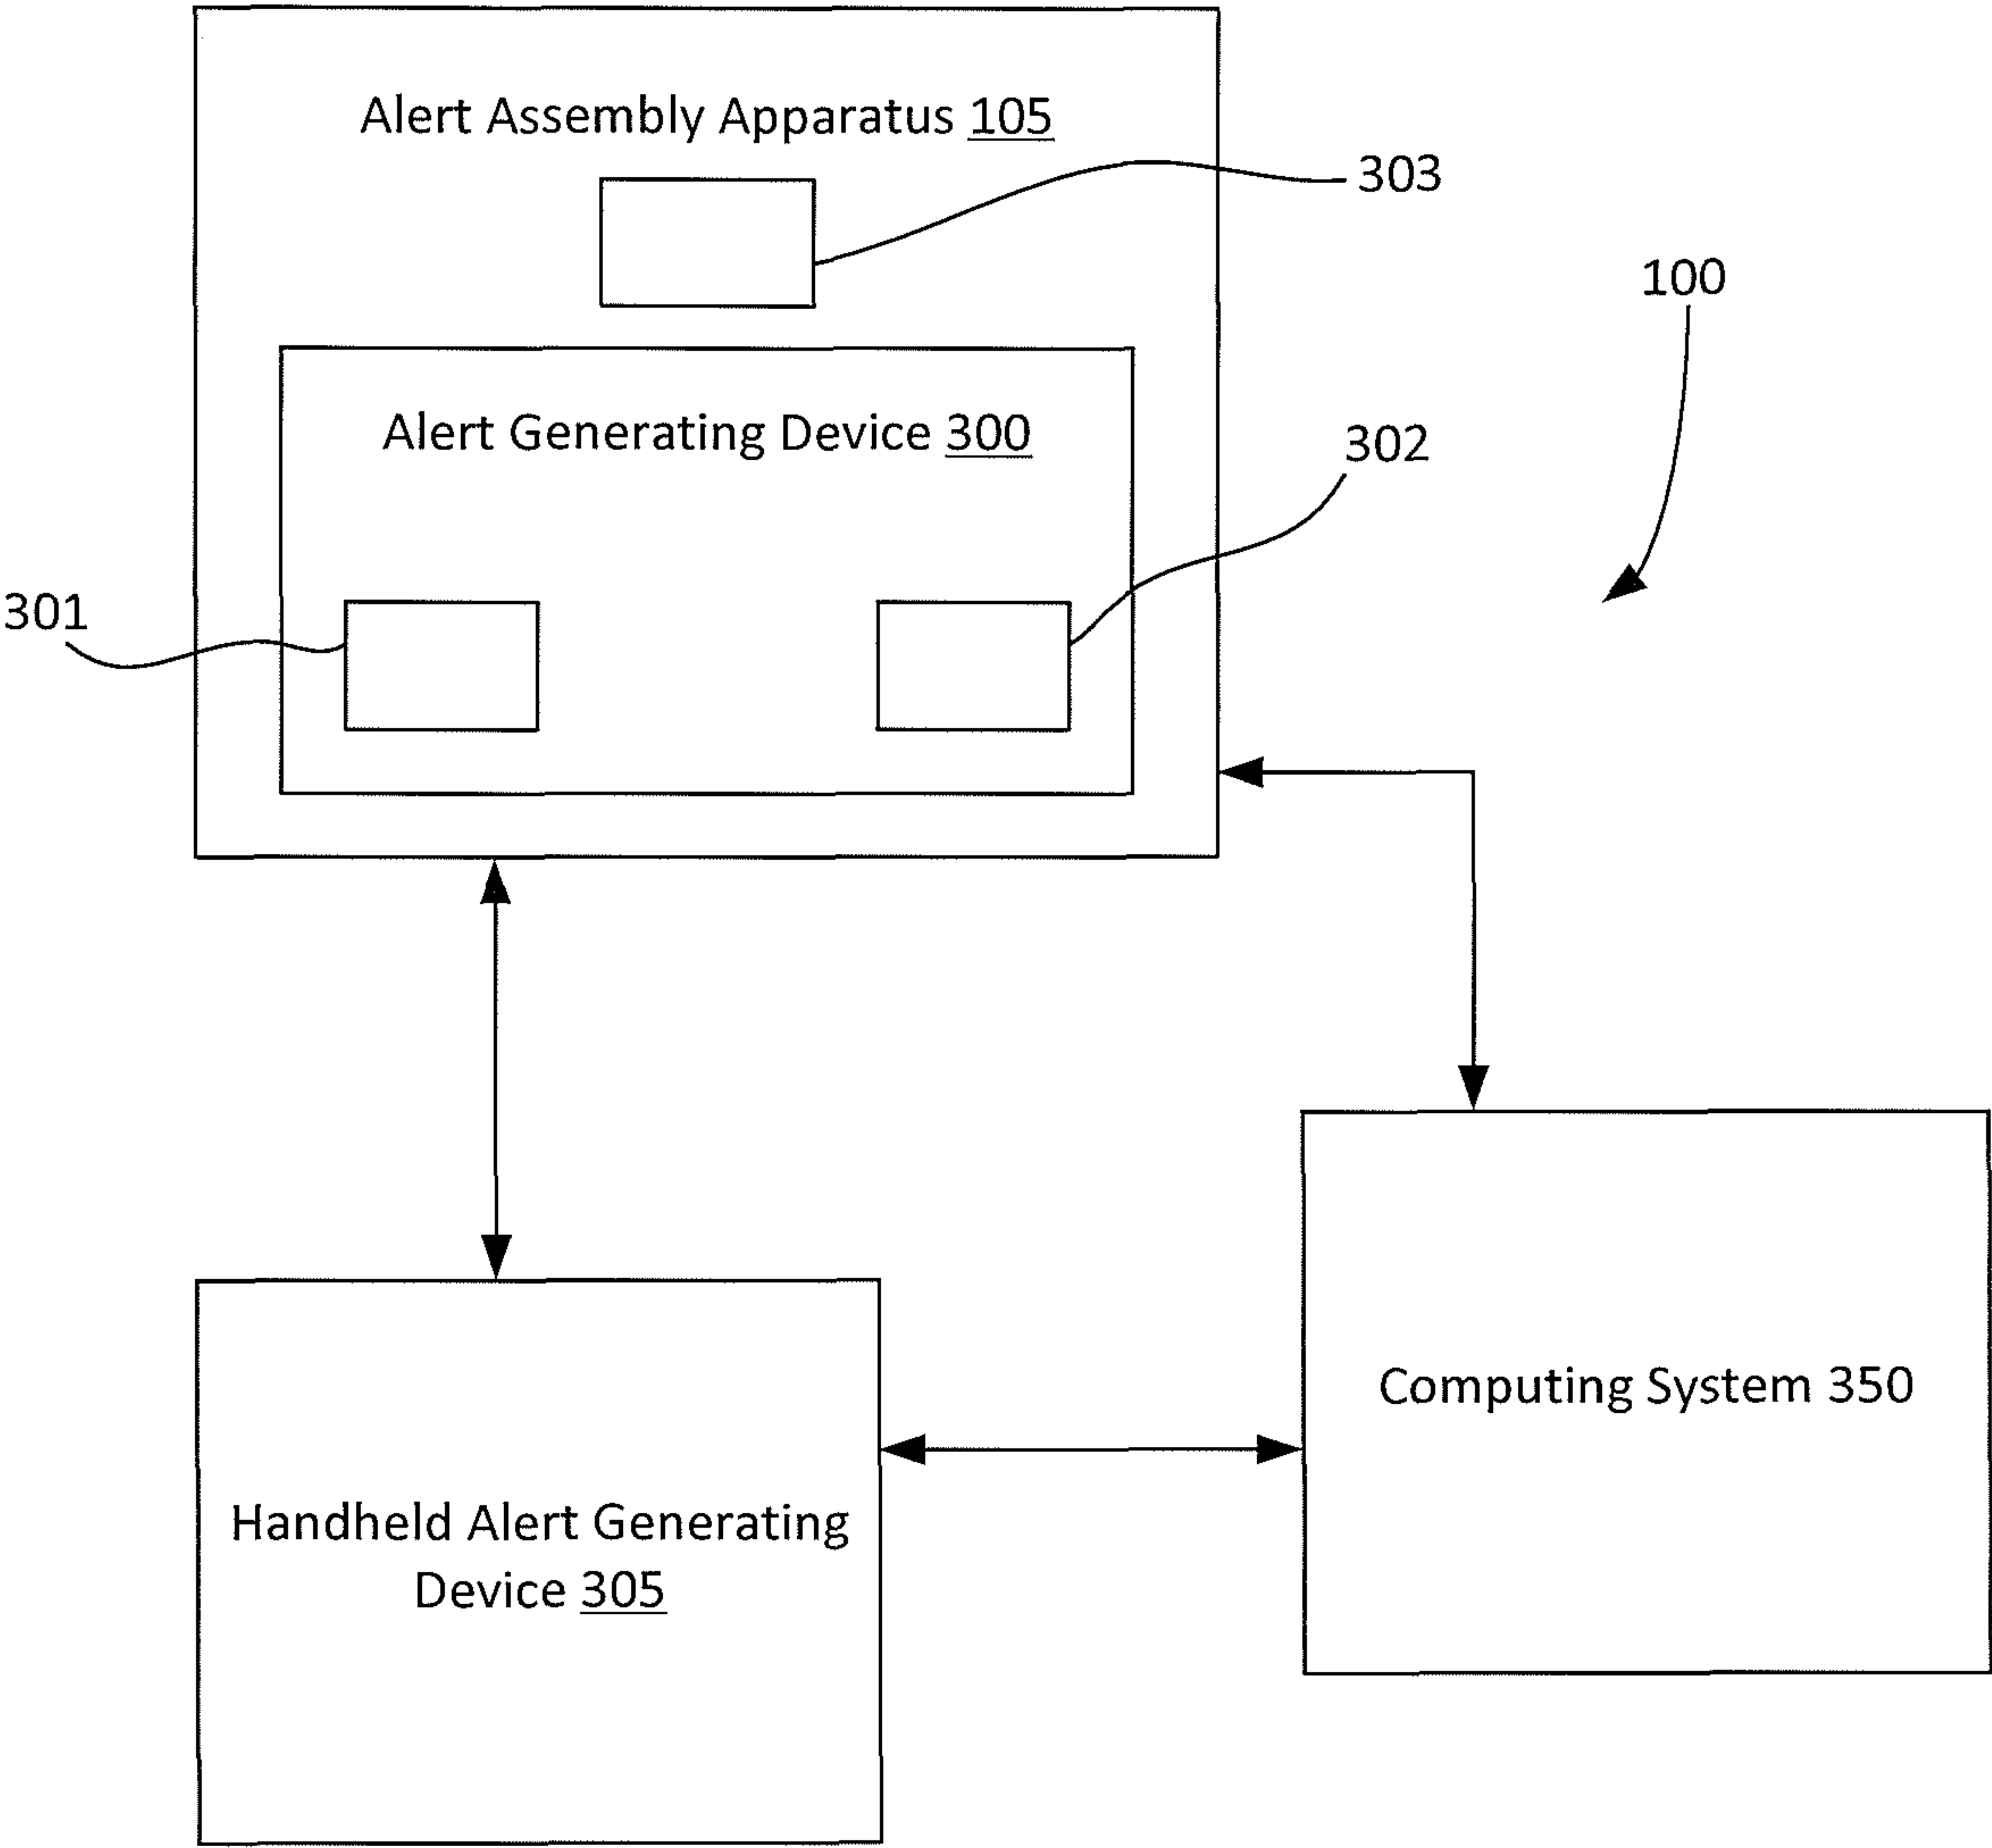 Alert Assembly Apparatus 105
303
100
Alert Generating Device 300
302
301
Computing System 350
Handheld Alert Generating
Device 305